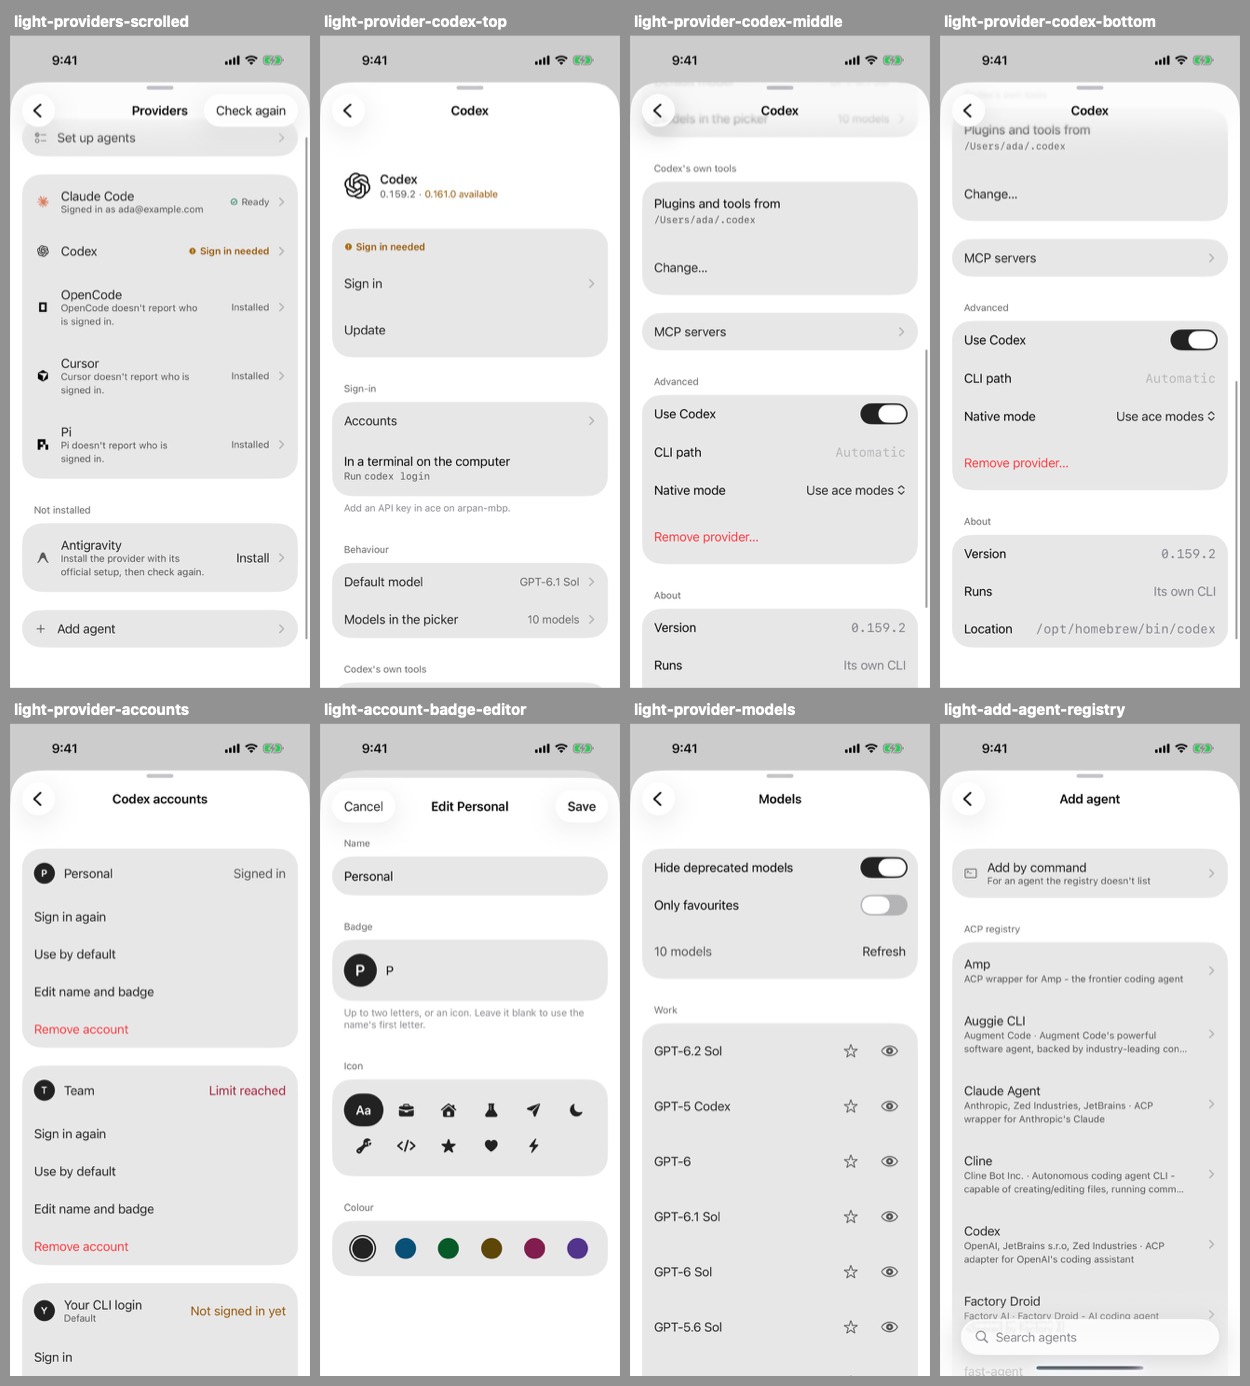 light-providers-scrolled
9:41
Providers
Check again
Set up agents
Claude Code
Signed in as ada@example.com
Ready
Codex
Sign in needed
OpenCode
OpenCode doesn't report who
is signed in.
Installed
Cursor
Cursor doesn't report who is
signed in.
Installed
Pi
Pi doesn't report who is
signed in.
Installed
Not installed
Antigravity
Install the provider with its
official setup, then check again.
Install
Add agent
light-provider-codex-top
9:41
Codex
Codex
0.159.2 · 0.161.0 available
Sign in needed
Sign in
Update
Sign-in
Accounts
In a terminal on the computer
Run codex login
Add an API key in ace on arpan-mbp.
Behaviour
Default model
GPT-6.1 Sol
Models in the picker
10 models
Codex's own tools
light-provider-codex-middle
9:41
Codex
Models in the picker
10 models
Codex's own tools
Plugins and tools from
/Users/ada/.codex
Change...
MCP servers
Advanced
Use Codex
CLI path
Automatic
Native mode
Use ace modes
Remove provider...
About
Version
0.159.2
Runs
Its own CLI
light-provider-codex-bottom
9:41
Codex
Plugins and tools from
/Users/ada/.codex
Change...
MCP servers
Advanced
Use Codex
CLI path
Automatic
Native mode
Use ace modes
Remove provider...
About
Version
0.159.2
Runs
Its own CLI
Location
/opt/homebrew/bin/codex
light-provider-accounts
9:41
Codex accounts
P
Personal
Signed in
Sign in again
Use by default
Edit name and badge
Remove account
T
Team
Limit reached
Sign in again
Use by default
Edit name and badge
Remove account
Y
Your CLI login
Default
Not signed in yet
Sign in
light-account-badge-editor
9:41
Cancel
Edit Personal
Save
Name
Personal
Badge
P
P
Up to two letters, or an icon. Leave it blank to use the
name's first letter.
Icon
Aa
Colour
light-provider-models
9:41
Models
Hide deprecated models
Only favourites
10 models
Refresh
Work
GPT-6.2 Sol
GPT-5 Codex
GPT-6
GPT-6.1 Sol
GPT-6 Sol
GPT-5.6 Sol
light-add-agent-registry
9:41
Add agent
Add by command
For an agent the registry doesn't list
ACP registry
Amp
ACP wrapper for Amp - the frontier coding agent
Auggie CLI
Augment Code · Augment Code's powerful
software agent, backed by industry-leading con...
Claude Agent
Anthropic, Zed Industries, JetBrains · ACP
wrapper for Anthropic's Claude
Cline
Cline Bot Inc. · Autonomous coding agent CLI -
capable of creating/editing files, running comm...
Codex
OpenAI, JetBrains s.r.o, Zed Industries · ACP
adapter for OpenAI's coding assistant
Factory Droid
Factory AI · Factory Droid - AI coding agent
Search agents
fast-agent